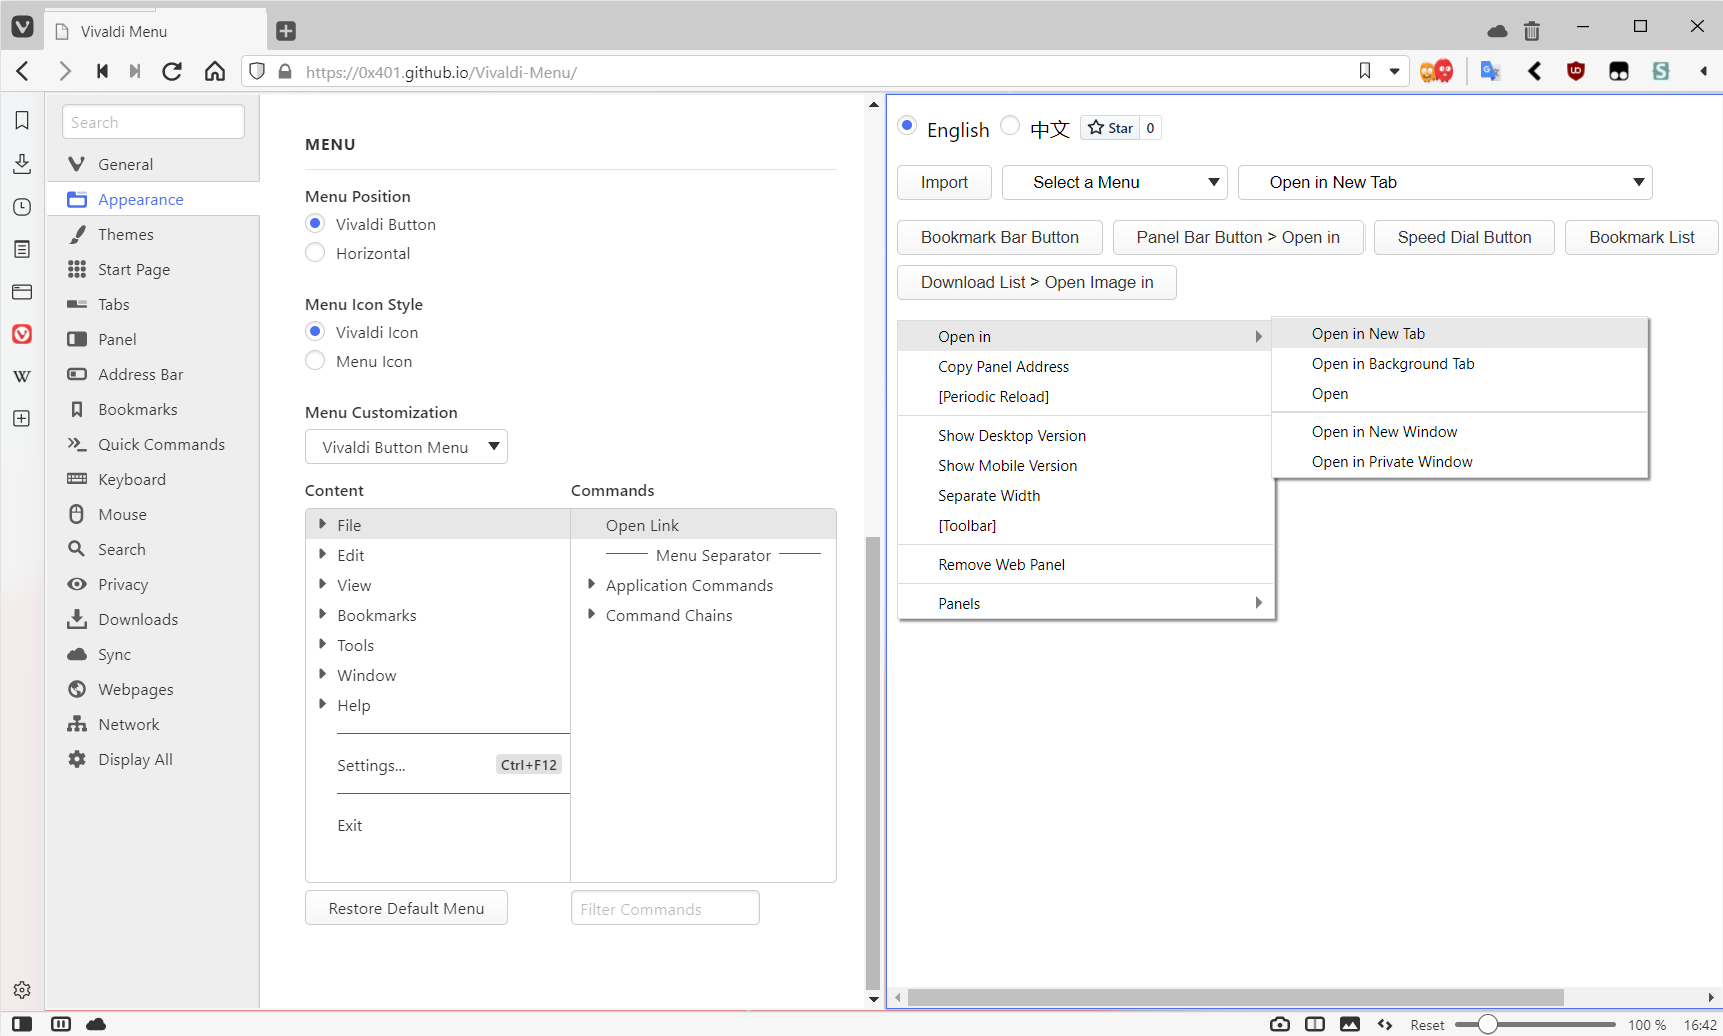 Vivaldi Menu
https://0x401.github.io/Vivaldi-Menu/
Search
General
Appearance
Themes
Start Page
Tabs
Panel
Address Bar
Bookmarks
Quick Commands
Keyboard
Mouse
Search
Privacy
Downloads
Sync
Webpages
Network
Display All
MENU
Menu Position
Vivaldi Button
Horizontal
Menu Icon Style
Vivaldi Icon
Menu Icon
Menu Customization
Vivaldi Button Menu
Content
File
Edit
View
Bookmarks
Tools
Window
Help
Settings... Ctrl+F12
Exit
Restore Default Menu
Commands
Open Link
Menu Separator
Application Commands
Command Chains
Filter Commands
English 中文 Star 0
Import Select a Menu Open in New Tab
Bookmark Bar Button Panel Bar Button > Open in Speed Dial Button Bookmark List
Download List > Open Image in
Open in
Copy Panel Address
[Periodic Reload]
Show Desktop Version
Show Mobile Version
Separate Width
[Toolbar]
Remove Web Panel
Panels
Open in New Tab
Open in Background Tab
Open
Open in New Window
Open in Private Window
Reset 100 % 16:42